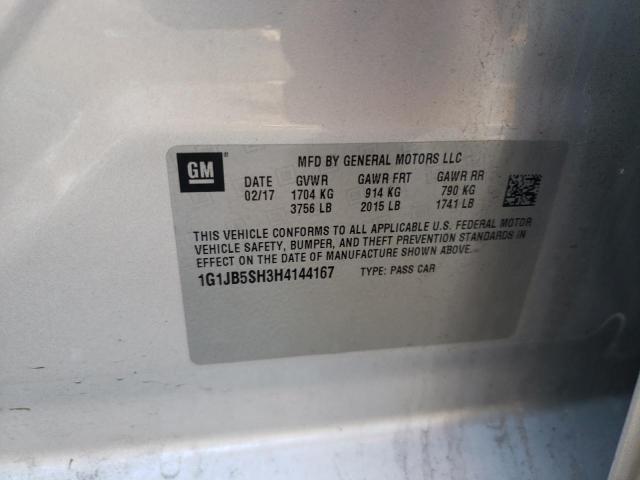 GM
®
MFD BY GENERAL MOTORS LLC
DATE GVWR GAWR FRT GAWR RR
02/17 1704 KG 914 KG 790 KG
3756 LB 2015 LB 1741 LB
THIS VEHICLE CONFORMS TO ALL APPLICABLE U.S. FEDERAL MOTOR
VEHICLE SAFETY, BUMPER, AND THEFT PREVENTION STANDARDS IN
EFFECT ON THE DATE OF MANUFACTURE SHOWN ABOVE.
1G1JB5SH3H4144167 TYPE: PASS CAR